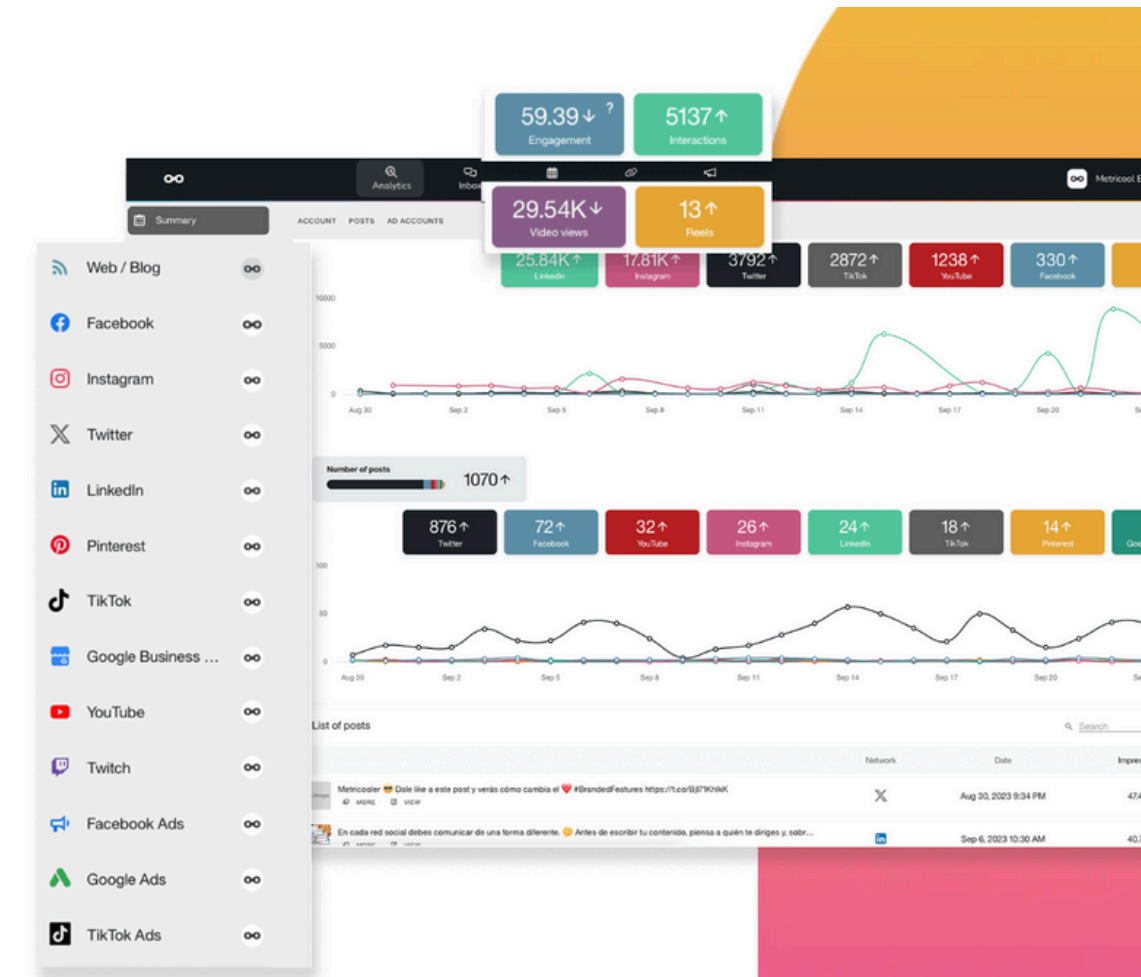 59.39↓ ?
Engagement
5137↑
Interactions
Analytics
Inbox
Metricool
29.54K↓
Video views
13↑
Reels
Summary
ACCOUNT POSTS AD ACCOUNTS
25.84K↑
LinkedIn
17.81K↑
Instagram
3792↑
Twitter
2872↑
TikTok
1238↑
YouTube
330↑
Facebook
Web / Blog
Facebook
Instagram
Twitter
LinkedIn
Pinterest
TikTok
Google Business ...
YouTube
Twitch
Facebook Ads
Google Ads
TikTok Ads
10000
5000
0
Aug 30 Sep 2 Sep 5 Sep 8 Sep 11 Sep 14 Sep 17 Sep 20
Number of posts
1070↑
876↑
Twitter
72↑
Facebook
32↑
YouTube
26↑
Instagram
24↑
LinkedIn
18↑
TikTok
14↑
Pinterest
100
50
0
Aug 30 Sep 2 Sep 5 Sep 8 Sep 11 Sep 14 Sep 17 Sep 20
List of posts
Search
Network Date
Metricooler 😎 Dale like a este post y verás cómo cambia el ❤️ #BrandedFeatures
MORE VIEW
Aug 30, 2023 9:34 PM
En cada red social debes comunicar de una forma diferente. 🤔 Antes de escribir tu contenido, piensa a quién te diriges y, sobr...
MORE VIEW
Sep 6, 2023 10:30 AM